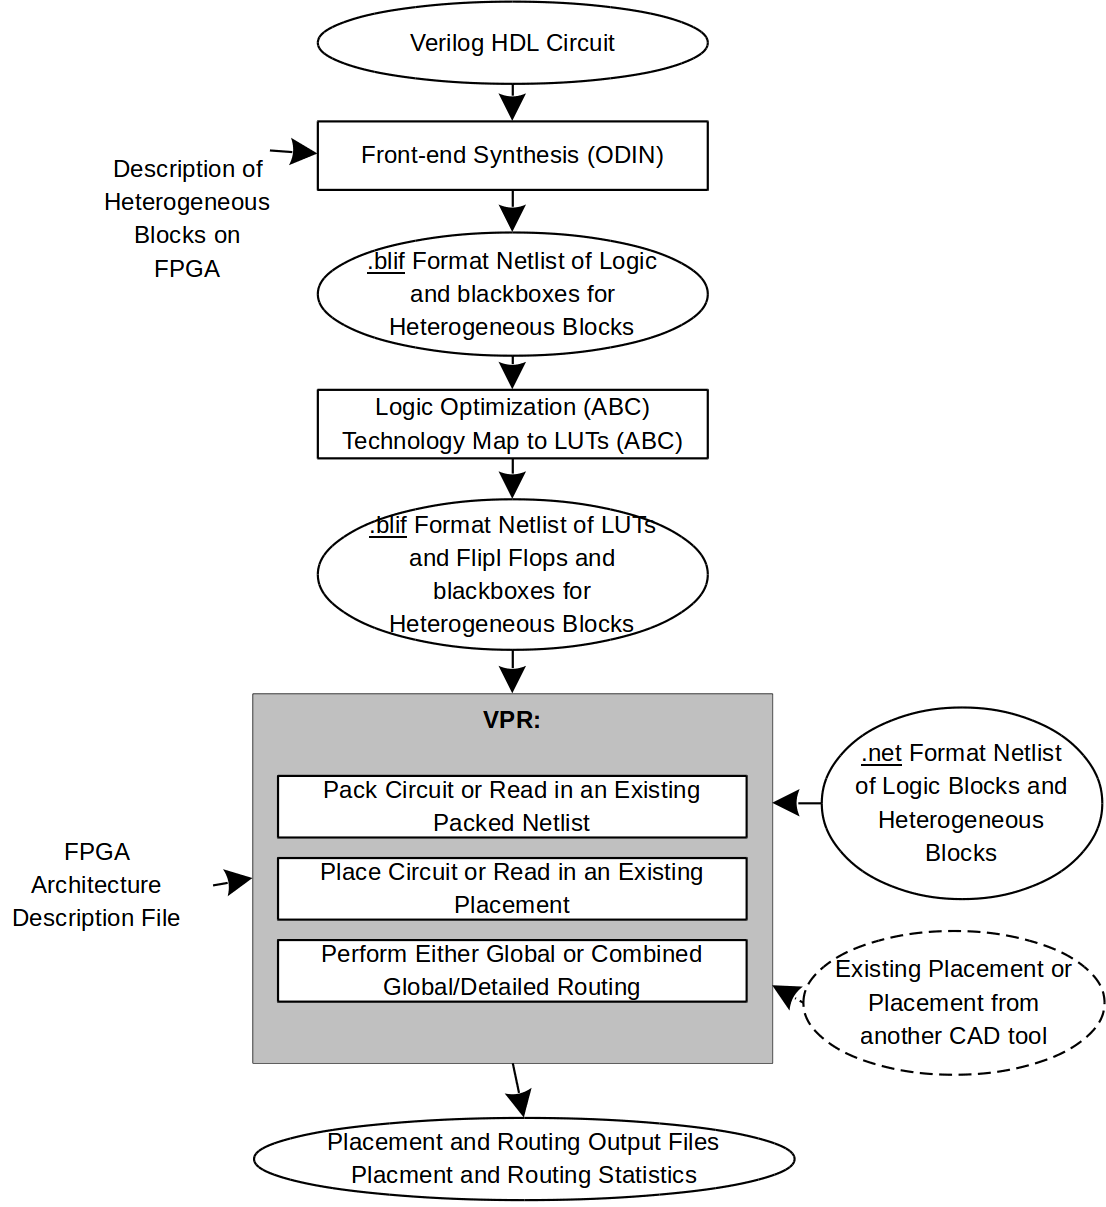 Verilog HDL Circuit
Front-end Synthesis (ODIN)
Description of
Heterogeneous
Blocks on
FPGA
.blif Format Netlist of Logic
and blackboxes for
Heterogeneous Blocks
Logic Optimization (ABC)
Technology Map to LUTs (ABC)
.blif Format Netlist of LUTs
and Flipl Flops and
blackboxes for
Heterogeneous Blocks
VPR:
Pack Circuit or Read in an Existing
Packed Netlist
Place Circuit or Read in an Existing
Placement
Perform Either Global or Combined
Global/Detailed Routing
.net Format Netlist
of Logic Blocks and
Heterogeneous
Blocks
FPGA
Architecture
Description File
Existing Placement or
Placement from
another CAD tool
Placement and Routing Output Files
Placment and Routing Statistics